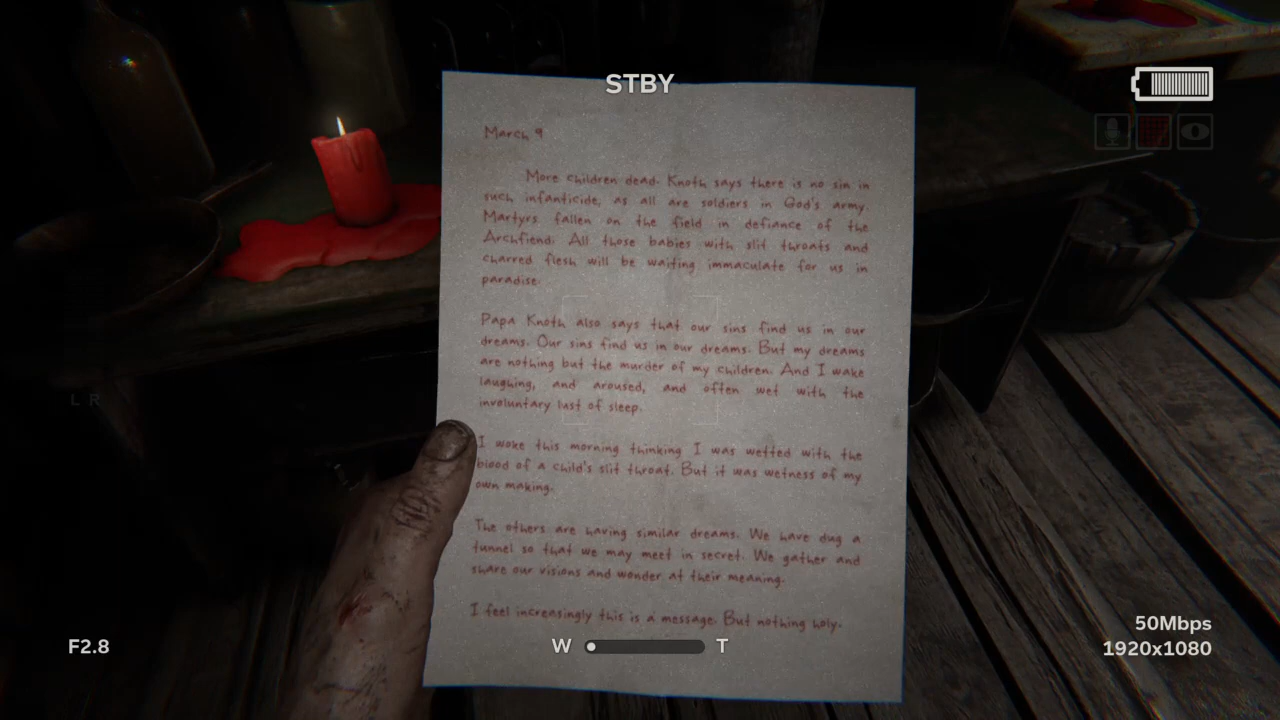 STBY
March 9
More children dead. Knoth says there is no sin in
such infanticide, as all are soldiers in God's army.
Martyrs fallen on the field in defiance of the
Archfiend. All those babies with slit throats and
charred flesh will be waiting immaculate for us in
paradise.
Papa Knoth also says that our sins find us in our
dreams. Our sins find us in our dreams. But my dreams
are nothing but the murder of my children. And I wake
laughing, and aroused, and often wet with the
involuntary lust of sleep.
I woke this morning thinking I was wetted with the
blood of a child's slit throat. But it was wetness of my
own making.
The others are having similar dreams. We have dug a
tunnel so that we may meet in secret. We gather and
share our visions and wonder at their meaning.
I feel increasingly this is a message. But nothing holy.
L R
F2.8
W T
50Mbps
1920x1080